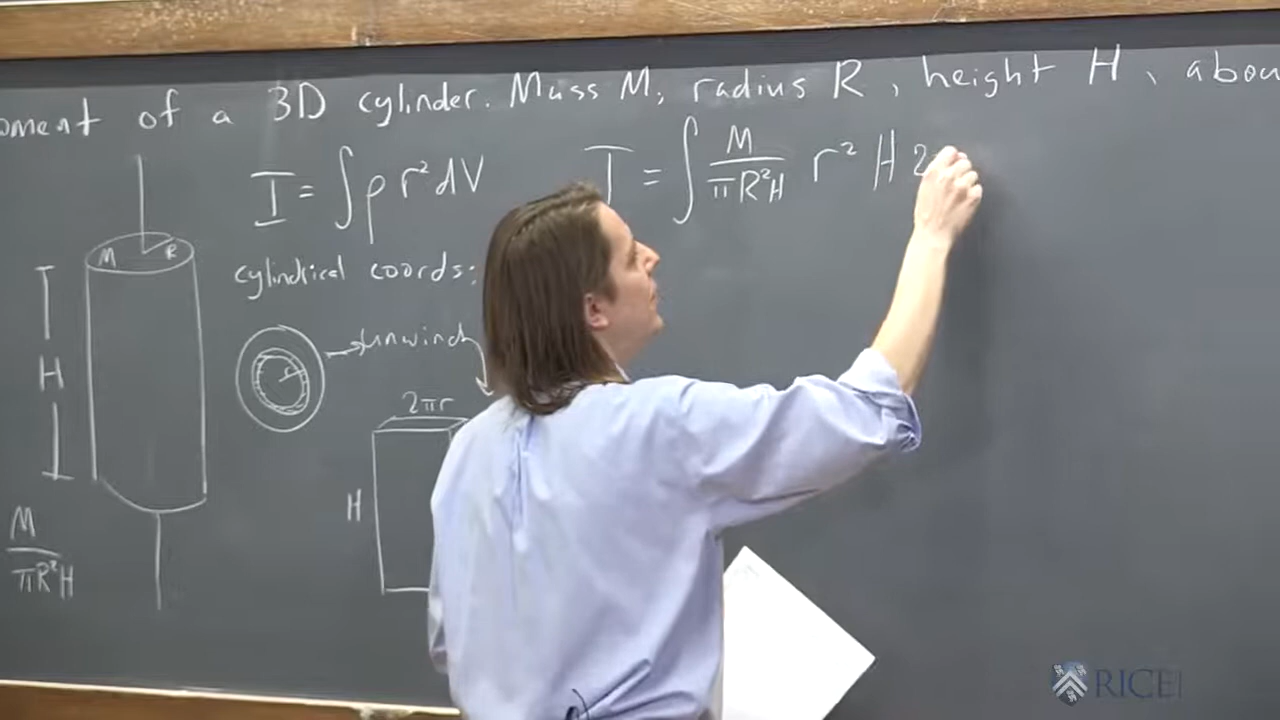 oment of a 3D cylinder. Mass M, radius R, height H, abou
I = ∫ρ r² dV
I = ∫ M/(πR²H) r² H 2
M R
cylindrical coords:
unwind
r
H
2πr
H
M/(πR²H)
RICE